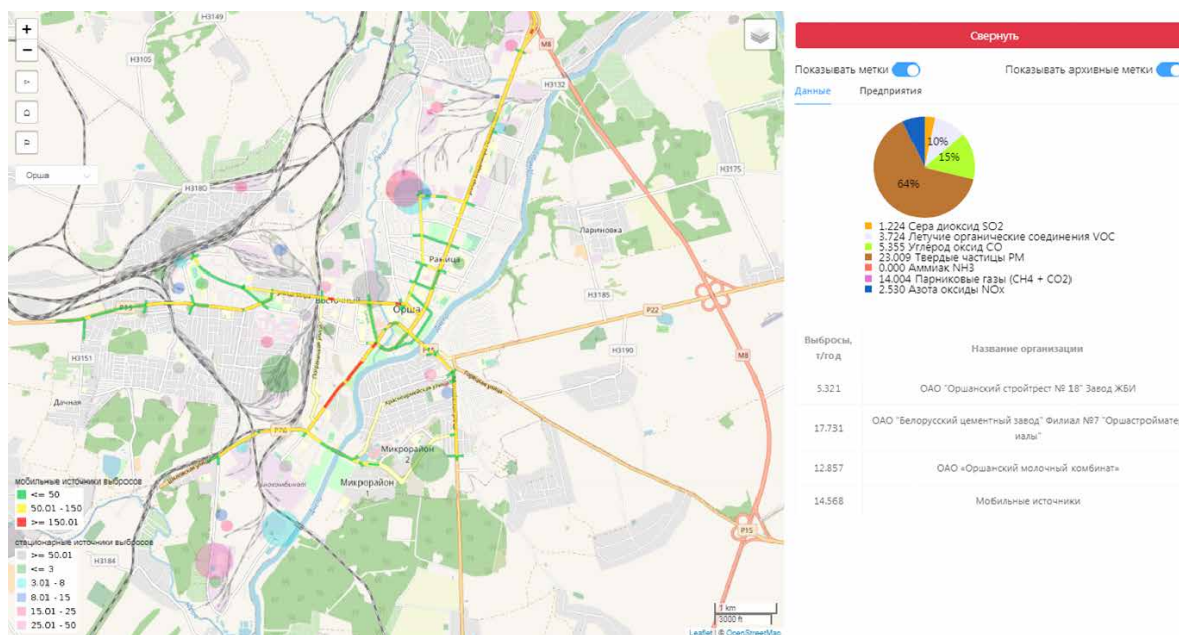 +
−
Орша
H3149
H3105
M8
H3132
H3180
H3175
Лариновка
Раница
H3185
Восточный
Орша
P22
H3151
H3190
M8
Дачная
P76
Микрорайон
2
Микрорайон
1
P15
H3184
мобильные источники выбросов
<= 50
50.01 - 150
>= 150.01
стационарные источники выбросов
>= 50.01
<= 3
3.01 - 8
8.01 - 15
15.01 - 25
25.01 - 50
1 km
3000 ft
Leaflet | © OpenStreetMap
Свернуть
Показывать метки
Показывать архивные метки
Данные
Предприятия
10%
15%
64%
1.224 Сера диоксид SO2
3.724 Летучие органические соединения VOC
5.355 Углерод оксид CO
23.009 Твердые частицы PM
0.000 Аммиак NH3
14.004 Парниковые газы (CH4 + CO2)
2.530 Азота оксиды NOx
Выбросы,
т/год
Название организации
5.321
ОАО "Оршанский стройтрест № 18" Завод ЖБИ
17.731
ОАО "Белорусский цементный завод" Филиал №7 "Оршастроймате
иалы"
12.857
ОАО «Оршанский молочный комбинат»
14.568
Мобильные источники